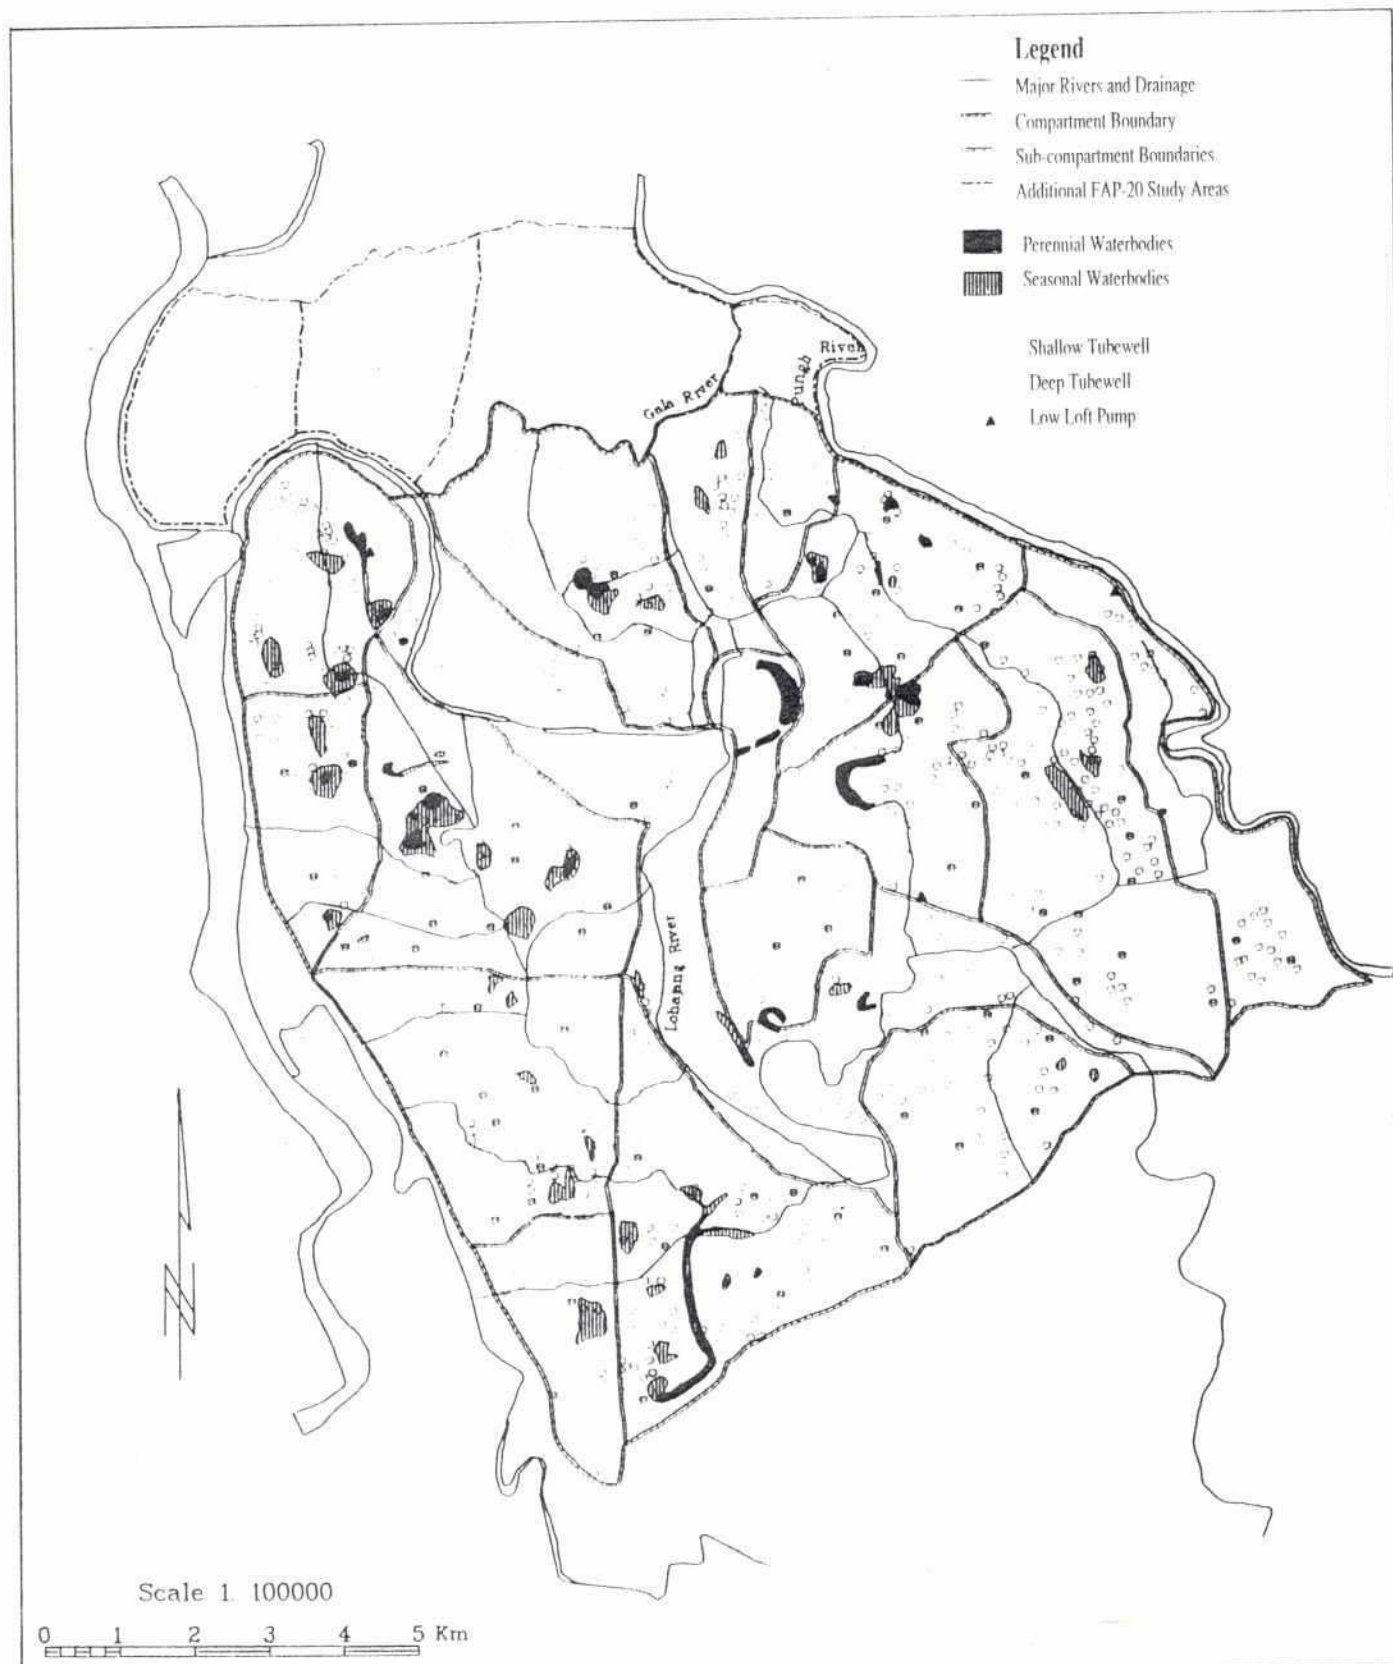 Legend
Major Rivers and Drainage
Compartment Boundary
Sub-compartment Boundaries
Additional FAP-20 Study Areas
Perennial Waterbodies
Seasonal Waterbodies
Shallow Tubewell
Deep Tubewell
Low Loft Pump
River
Pungb
Gala River
Lohapng River
Scale 1 100000
0 1 2 3 4 5 Km